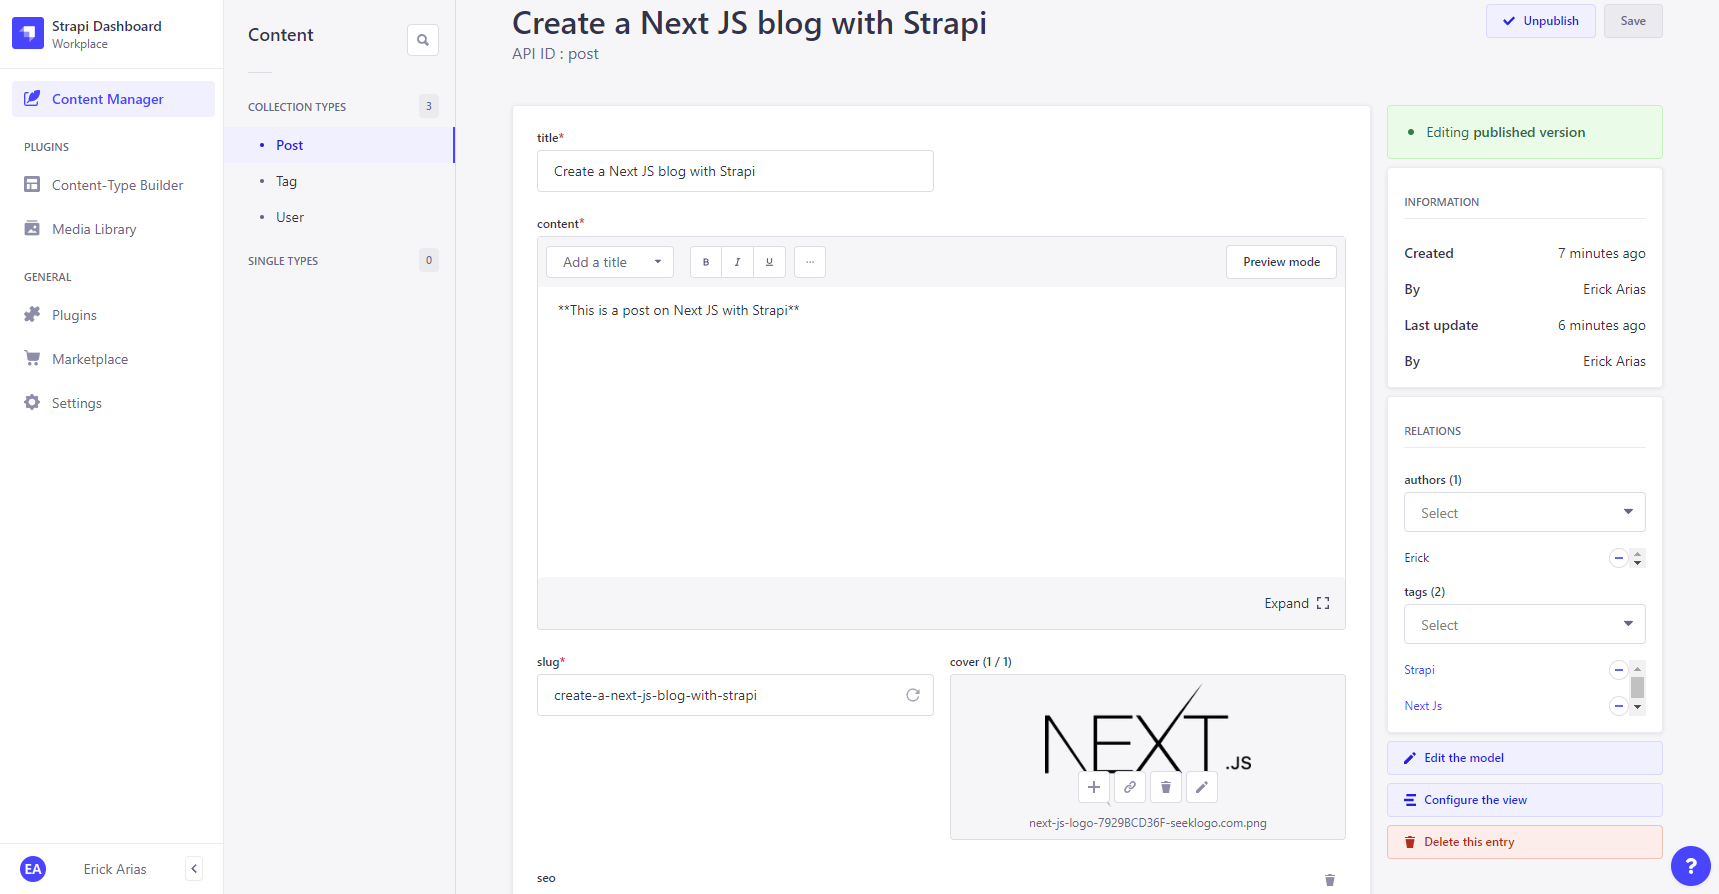 Strapi Dashboard
Workplace
Content Manager
PLUGINS
Content-Type Builder
Media Library
GENERAL
Plugins
Marketplace
Settings
EA
Erick Arias
Content
COLLECTION TYPES
3
Post
Tag
User
SINGLE TYPES
0
Create a Next JS blog with Strapi
API ID : post
Unpublish
Save
title*
Create a Next JS blog with Strapi
content*
Add a title
B
I
U
...
Preview mode
**This is a post on Next JS with Strapi**
Expand
slug*
create-a-next-js-blog-with-strapi
cover (1 / 1)
NEXT
.JS
next-js-logo-7929BCD36F-seeklogo.com.png
seo
Editing published version
INFORMATION
Created 7 minutes ago
By Erick Arias
Last update 6 minutes ago
By Erick Arias
RELATIONS
authors (1)
Select
Erick
tags (2)
Select
Strapi
Next Js
Edit the model
Configure the view
Delete this entry
?